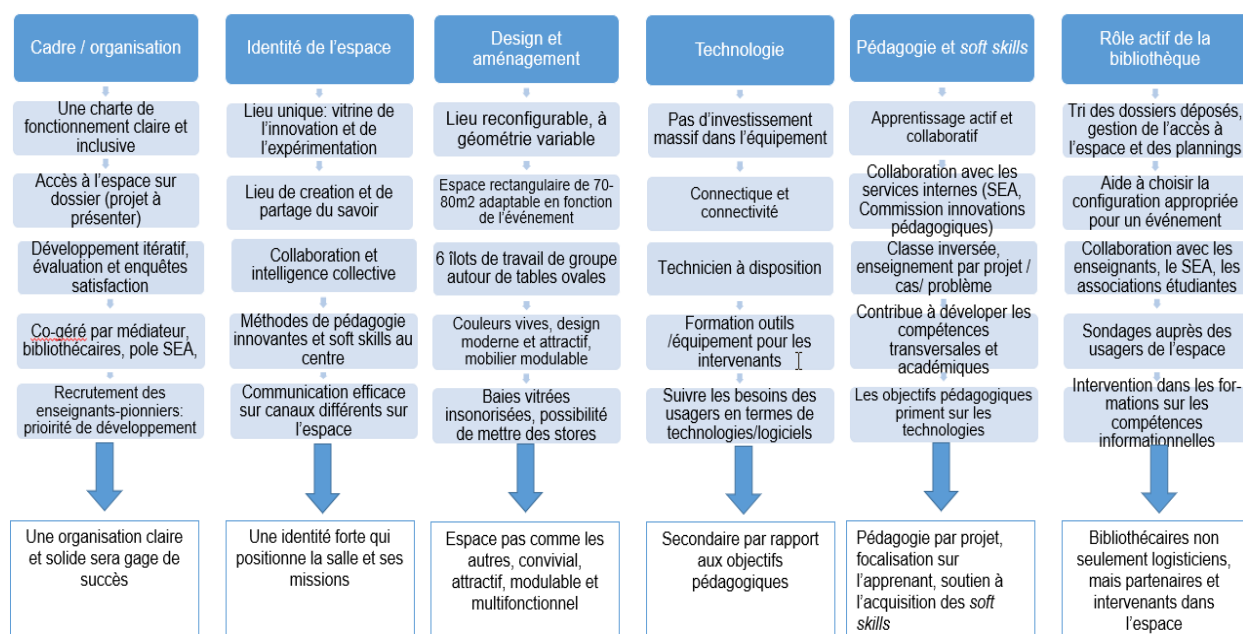 Cadre / organisation
Une charte de
fonctionnement claire et
inclusive
Accès à l'espace sur
dossier (projet à
présenter)
Développement itératif,
évaluation et enquêtes
satisfaction
Co-géré par médiateur,
bibliothécaires, pole SEA,
Recrutement des
enseignants-pionniers:
prioirité de développement
Une organisation claire
et solide sera gage de
succès
Identité de l'espace
Lieu unique: vitrine de
l'innovation et de
l'expérimentation
Lieu de creation et de
partage du savoir
Collaboration et
intelligence collective
Méthodes de pédagogie
innovantes et soft skills au
centre
Communication efficace
sur canaux différents sur
l'espace
Une identité forte qui
positionne la salle et ses
missions
Design et
aménagement
Lieu reconfigurable, à
géométrie variable
Espace rectangulaire de 70-
80m2 adaptable en fonction
de l'événement
6 îlots de travail de groupe
autour de tables ovales
Couleurs vives, design
moderne et attractif,
mobilier modulable
Baies vitrées
insonorisées, possibilité
de mettre des stores
Espace pas comme les
autres, convivial,
attractif, modulable et
multifonctionnel
Technologie
Pas d'investissement
massif dans l'équipement
Connectique et
connectivité
Technicien à disposition
Formation outils
/équipement pour les
intervenants
Suivre les besoins des
usagers en termes de
technologies/logiciels
Secondaire par rapport
aux objectifs
pédagogiques
Pédagogie et soft skills
Apprentissage actif et
collaboratif
Collaboration avec les
services internes (SEA,
Commission innovations
pédagogiques)
Classe inversée,
enseignement par projet /
cas/ problème
Contribue à développer les
compétences
transversales et
académiques
Les objectifs pédagogiques
priment sur les
technologies
Pédagogie par projet,
focalisation sur
l'apprenant, soutien à
l'acquisition des soft
skills
Rôle actif de la
bibliothèque
Tri des dossiers déposés,
gestion de l'accès à
l'espace et des plannings
Aide à choisir la
configuration appropriée
pour un événement
Collaboration avec les
enseignants, le SEA, les
associations étudiantes
Sondages auprès des
usagers de l'espace
Intervention dans les for-
mations sur les
compétences
informationnelles
Bibliothécaires non
seulement logisticiens,
mais partenaires et
intervenants dans
l'espace